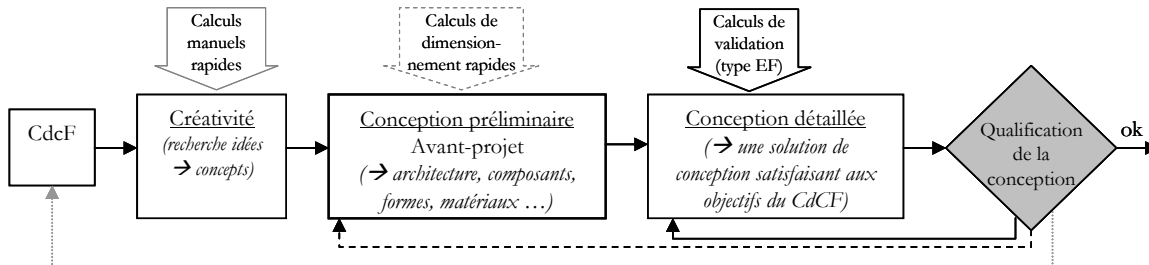 Calculs
manuels
rapides
Calculs de
dimension-
nement rapides
Calculs de
validation
(type EF)
CdcF
Créativité
(recherche idées
→ concepts)
Conception préliminaire
Avant-projet
(→ architecture, composants,
formes, matériaux …)
Conception détaillée
(→ une solution de
conception satisfaisant aux
objectifs du CdCF)
Qualification
de la
conception
ok